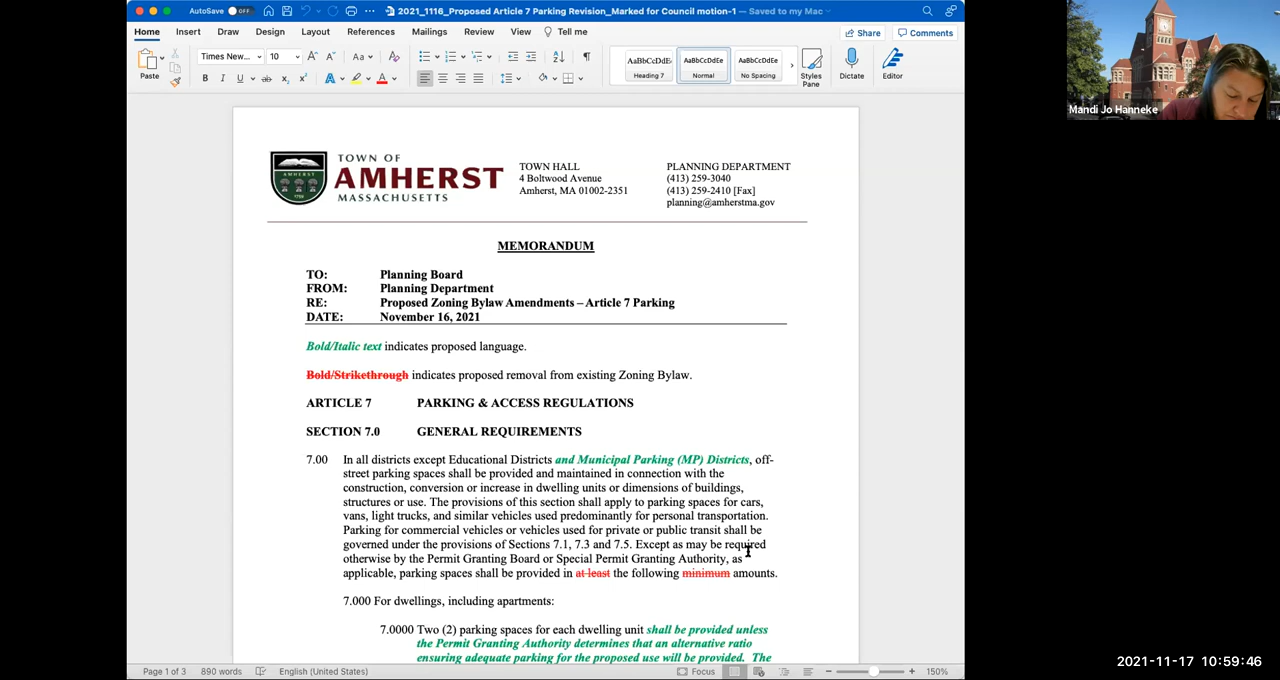 AutoSave OFF
2021_1116_Proposed Article 7 Parking Revision_Marked for Council motion-1 — Saved to my Mac
Home Insert Draw Design Layout References Mailings Review View Tell me
Share Comments
Paste
Times New... 10
Heading 7
Normal
No Spacing
Styles Pane
Dictate
Editor
Mandi Jo Hanneke
TOWN OF
AMHERST
MASSACHUSETTS
TOWN HALL
4 Boltwood Avenue
Amherst, MA 01002-2351
PLANNING DEPARTMENT
(413) 259-3040
(413) 259-2410 [Fax]
planning@amherstma.gov
MEMORANDUM
TO: Planning Board
FROM: Planning Department
RE: Proposed Zoning Bylaw Amendments – Article 7 Parking
DATE: November 16, 2021
Bold/Italic text indicates proposed language.
Bold/Strikethrough indicates proposed removal from existing Zoning Bylaw.
ARTICLE 7 PARKING & ACCESS REGULATIONS
SECTION 7.0 GENERAL REQUIREMENTS
7.00 In all districts except Educational Districts and Municipal Parking (MP) Districts, off-
street parking spaces shall be provided and maintained in connection with the
construction, conversion or increase in dwelling units or dimensions of buildings,
structures or use. The provisions of this section shall apply to parking spaces for cars,
vans, light trucks, and similar vehicles used predominantly for personal transportation.
Parking for commercial vehicles or vehicles used for private or public transit shall be
governed under the provisions of Sections 7.1, 7.3 and 7.5. Except as may be required
otherwise by the Permit Granting Board or Special Permit Granting Authority, as
applicable, parking spaces shall be provided in at least the following minimum amounts.
7.000 For dwellings, including apartments:
7.0000 Two (2) parking spaces for each dwelling unit shall be provided unless
the Permit Granting Authority determines that an alternative ratio
ensuring adequate parking for the proposed use will be provided. The
Page 1 of 3 890 words English (United States) Focus 150%
2021-11-17 10:59:46